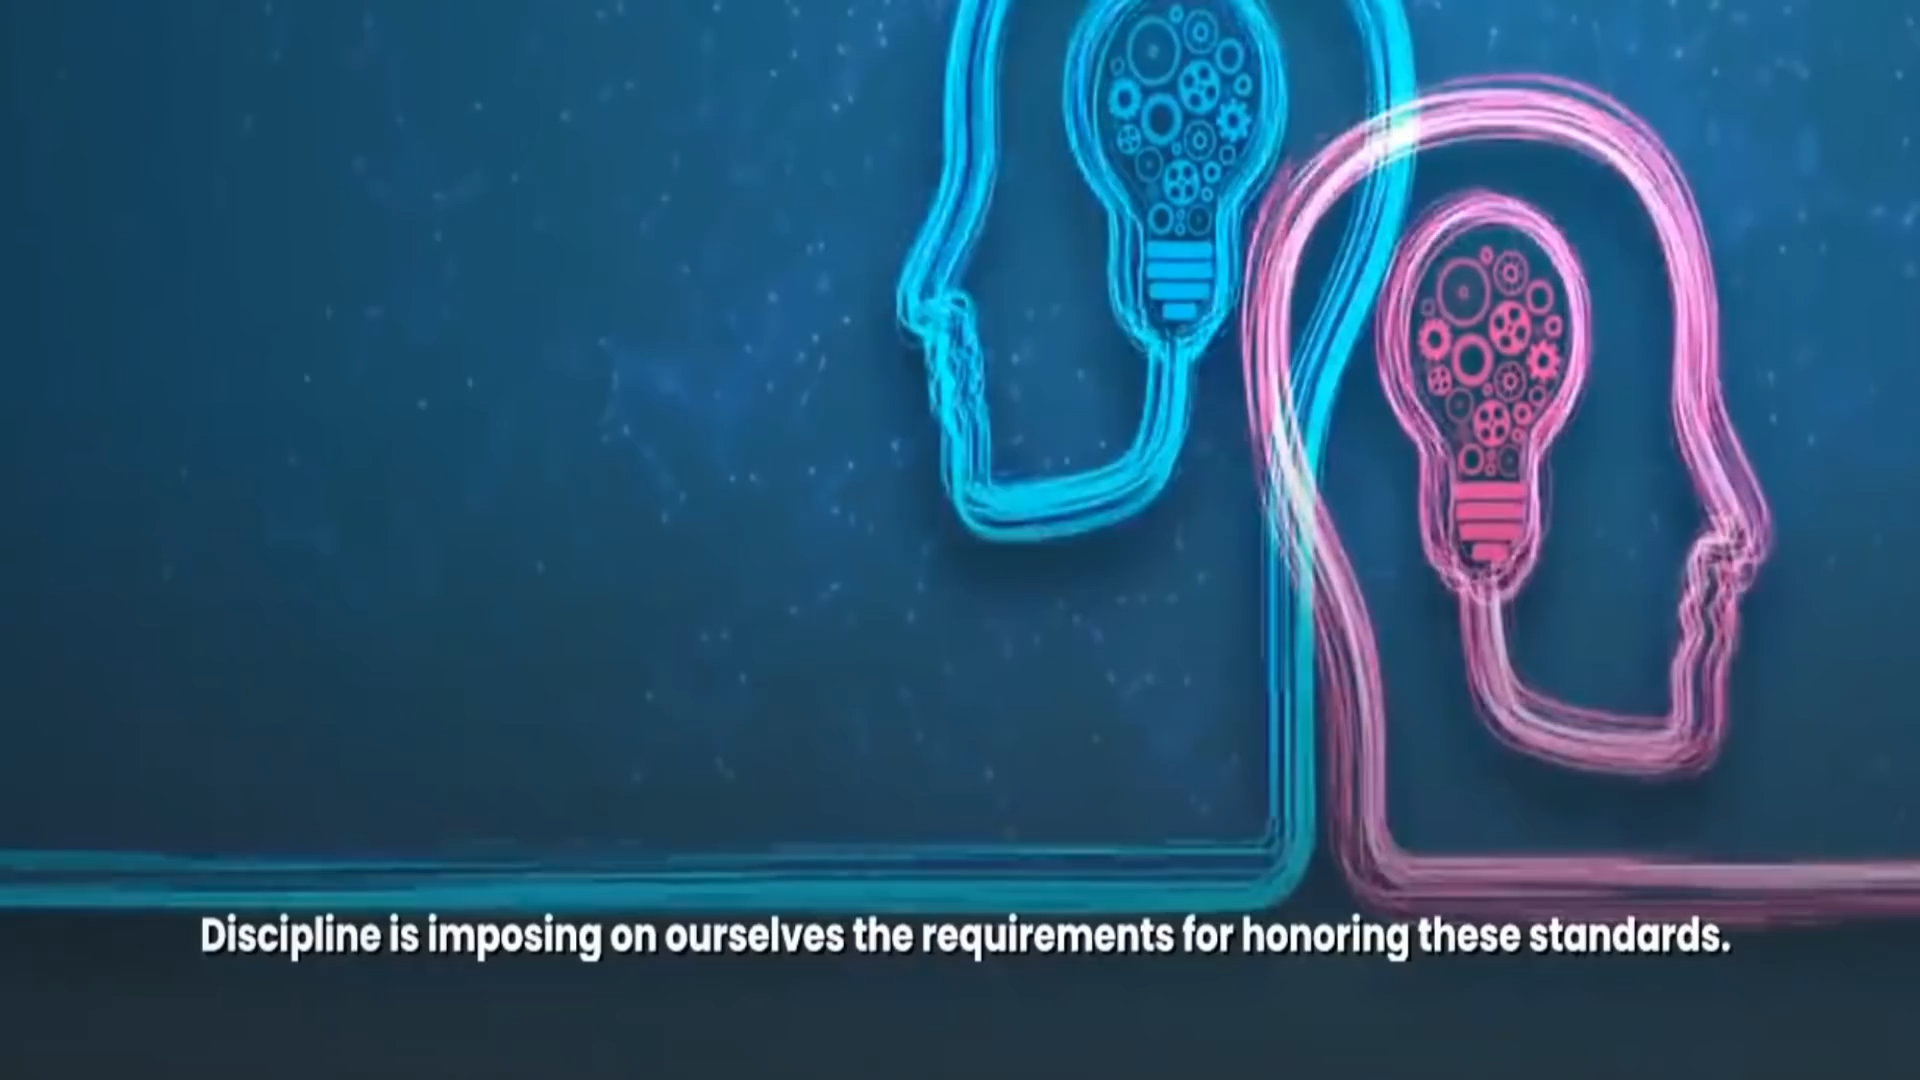 Discipline is imposing on ourselves the requirements for honoring these standards.